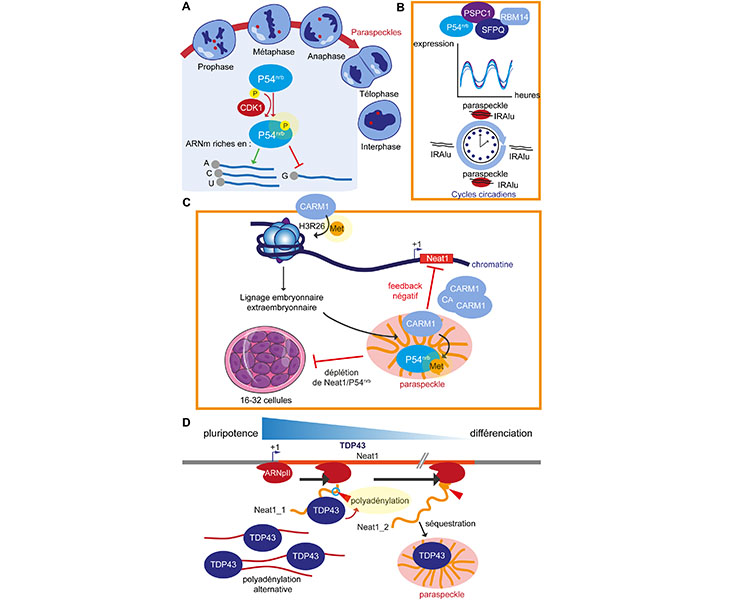 A
Prophase
Métaphase
Anaphase
Paraspeckles
Télophase
Interphase
P54nrb
P
CDK1
P
P54nrb
ARNm riches en :
A
C
U
G
B
PSPC1
RBM14
P54nrb
SFPQ
expression
heures
paraspeckle
IRAlu
IRAlu
IRAlu
paraspeckle
IRAlu
Cycles circadiens
C
CARM1
H3R26
Met
+1
Neat1
chromatine
feedback
négatif
CARM1
CA
CARM1
Lignage embryonnaire
extraembryonnaire
CARM1
P54nrb
Met
paraspeckle
déplétion
de Neat1/P54nrb
16-32 cellules
D
pluripotence
différenciation
TDP43
+1
Neat1
ARNpII
polyadénylation
Neat1_1
TDP43
Neat1_2
séquestration
TDP43
TDP43
TDP43
TDP43
polyadénylation
alternative
paraspeckle